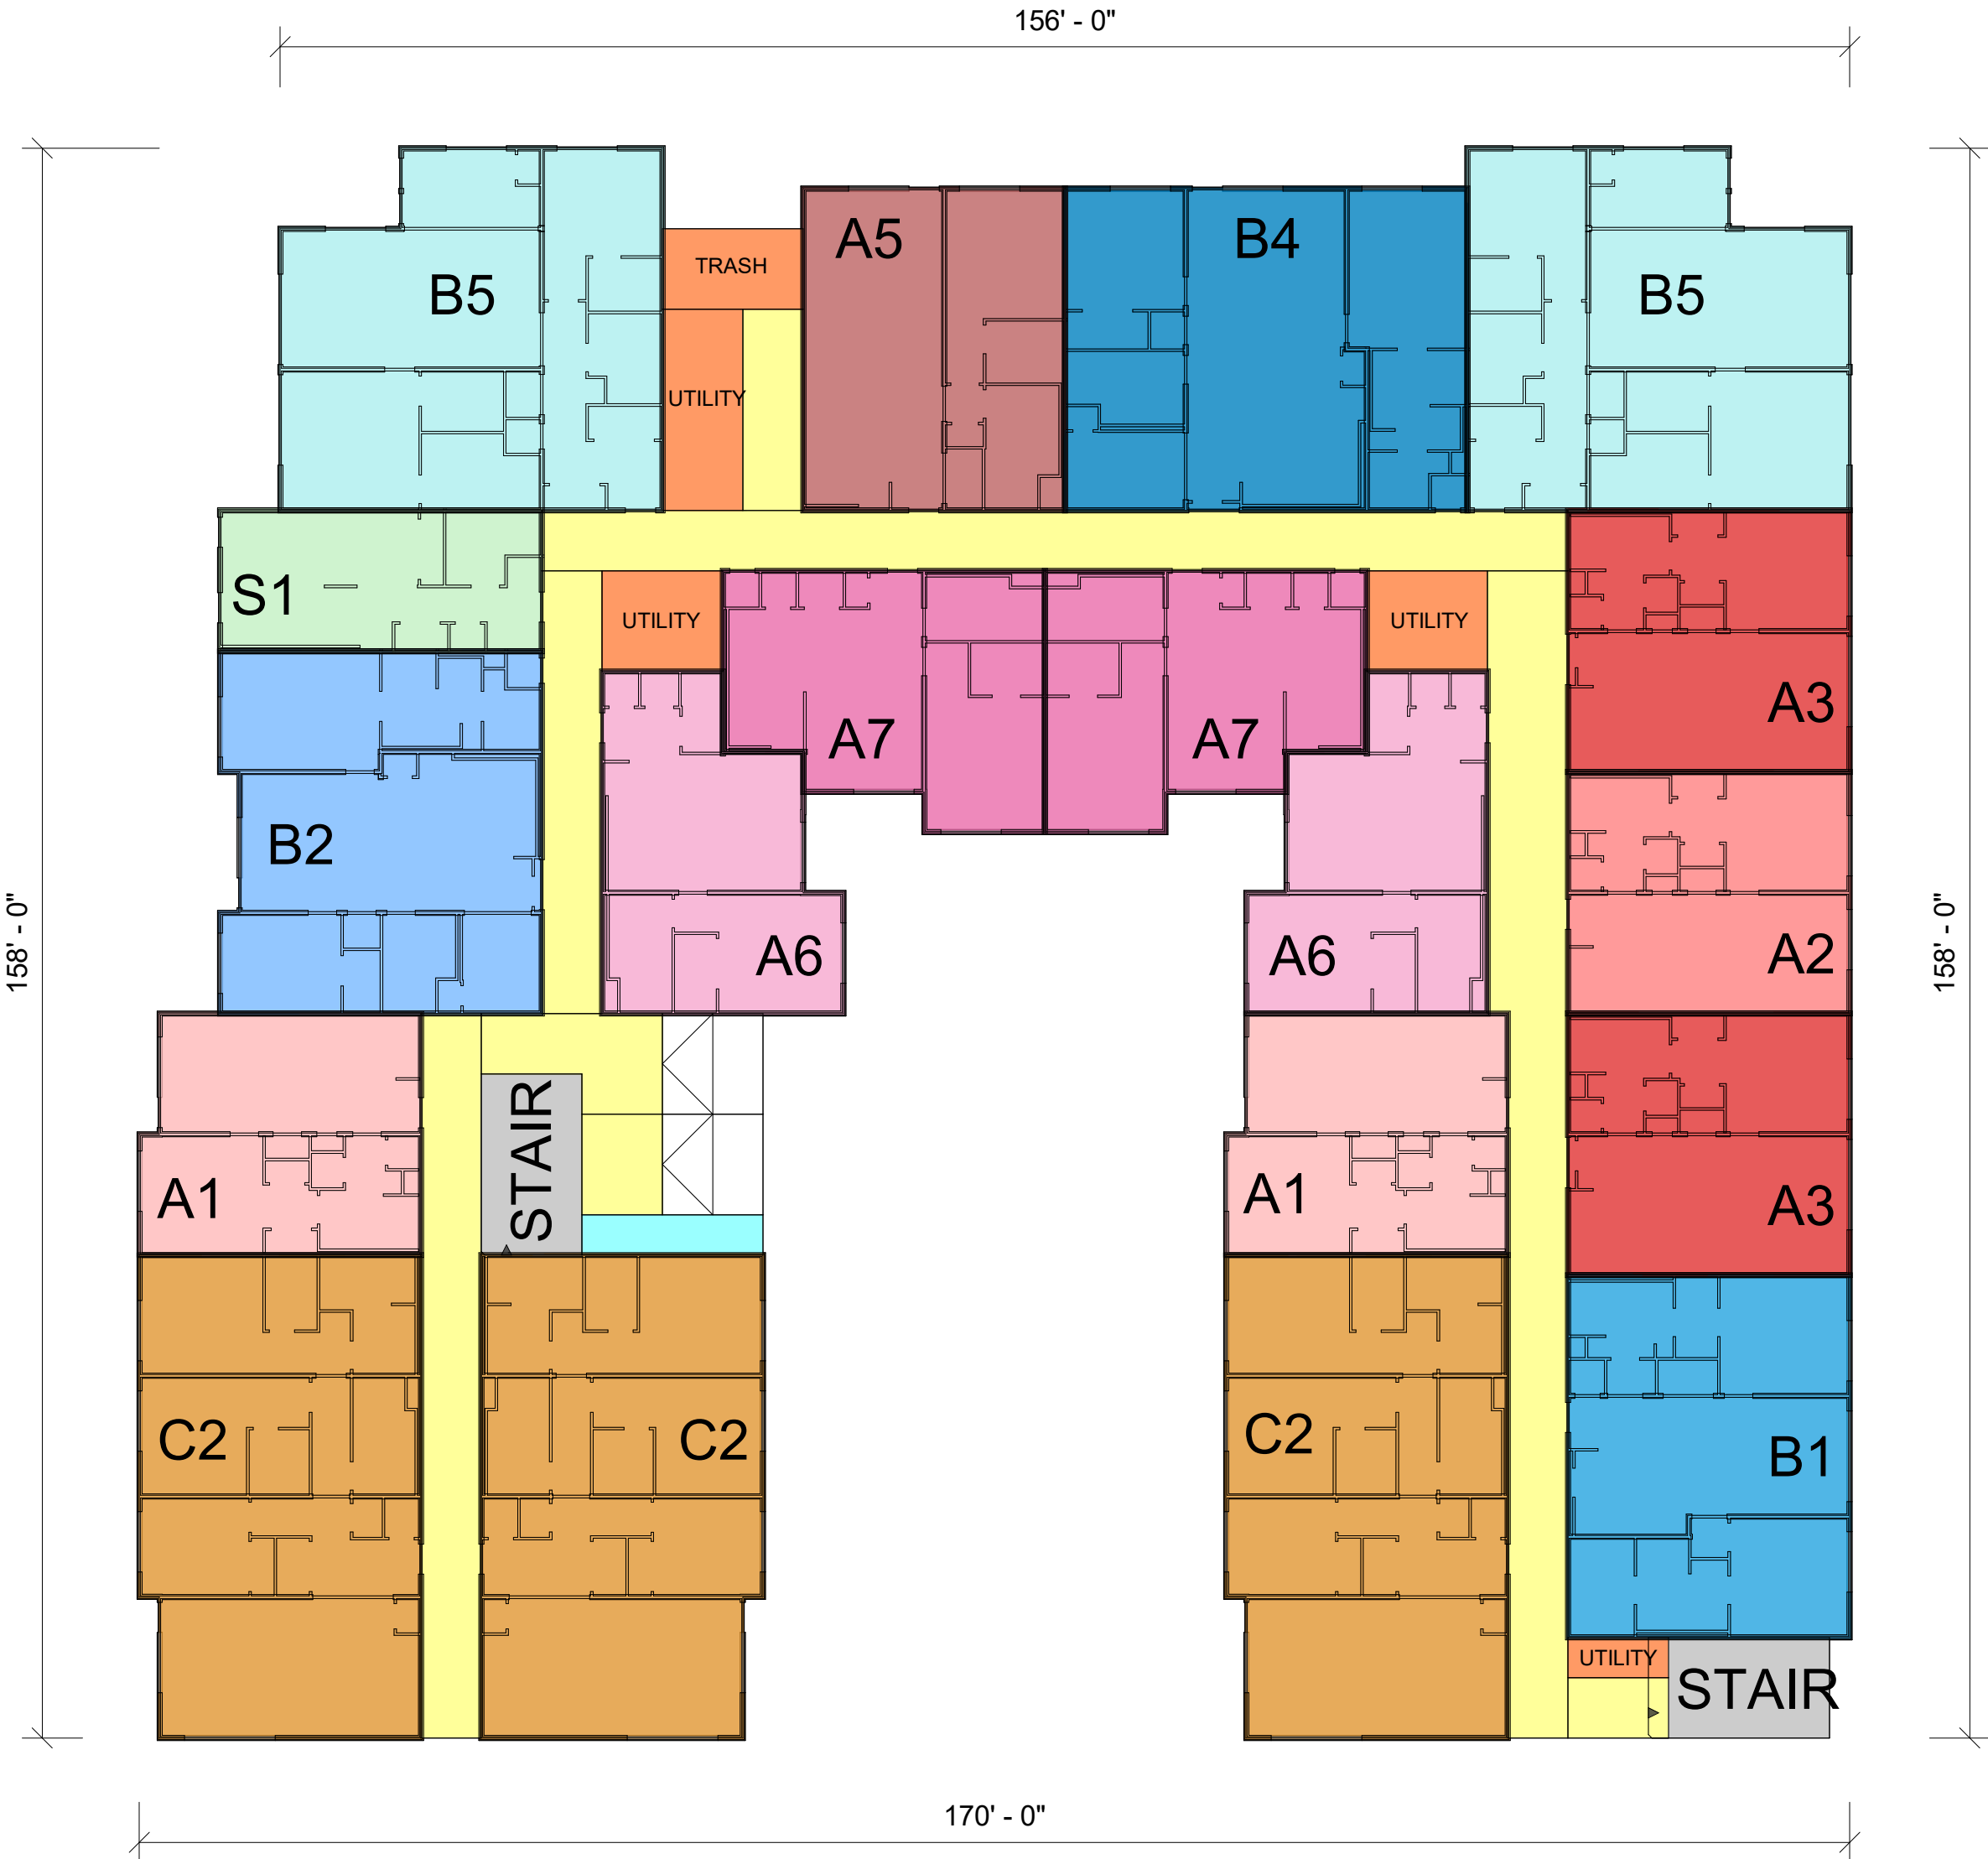 156' - 0"
A5
B4
B5
TRASH
B5
UTILITY
S1
UTILITY
UTILITY
A3
A7
A7
B2
158' - 0"
158' - 0"
A6
A6
A2
STAIR
A1
A1
A3
C2
C2
C2
B1
UTILITY
STAIR
170' - 0"